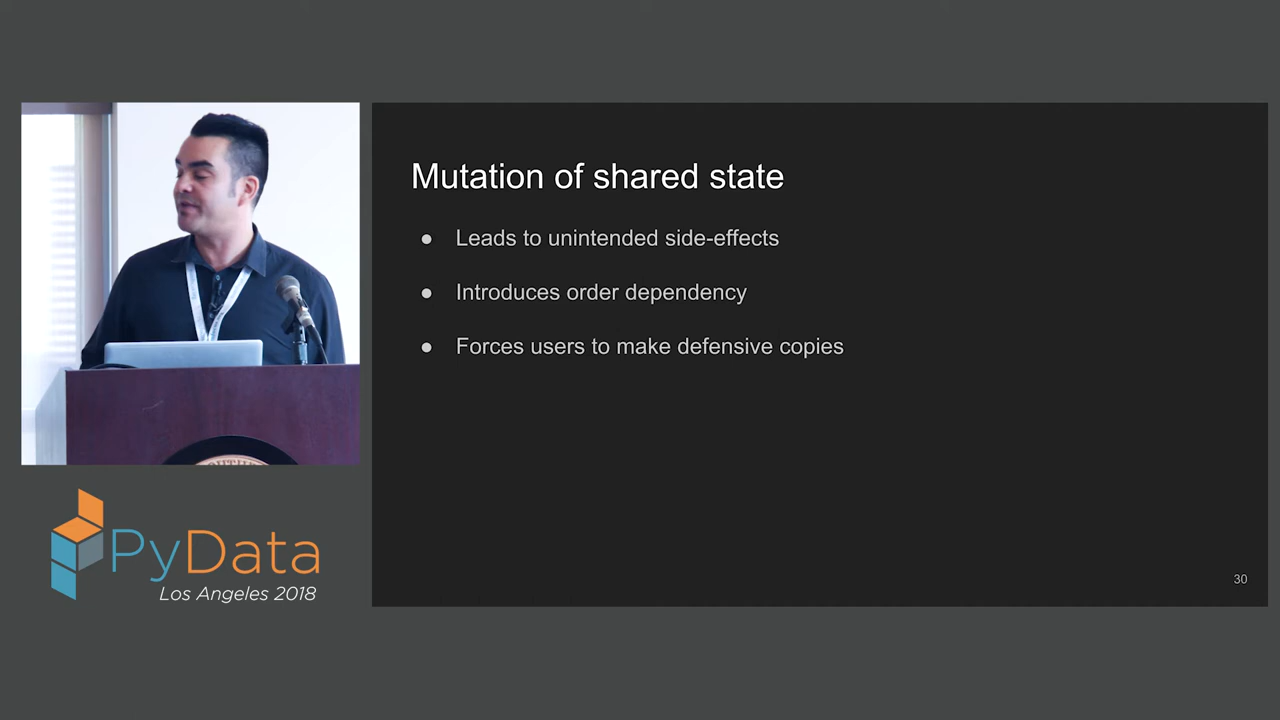 Mutation of shared state
● Leads to unintended side-effects
● Introduces order dependency
● Forces users to make defensive copies
30
PyData
Los Angeles 2018